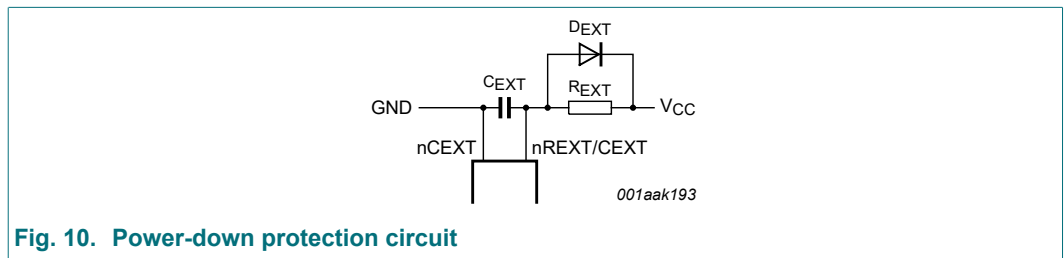 DEXT
CEXT
REXT
GND
VCC
nCEXT
nREXT/CEXT
001aak193
Fig. 10. Power-down protection circuit